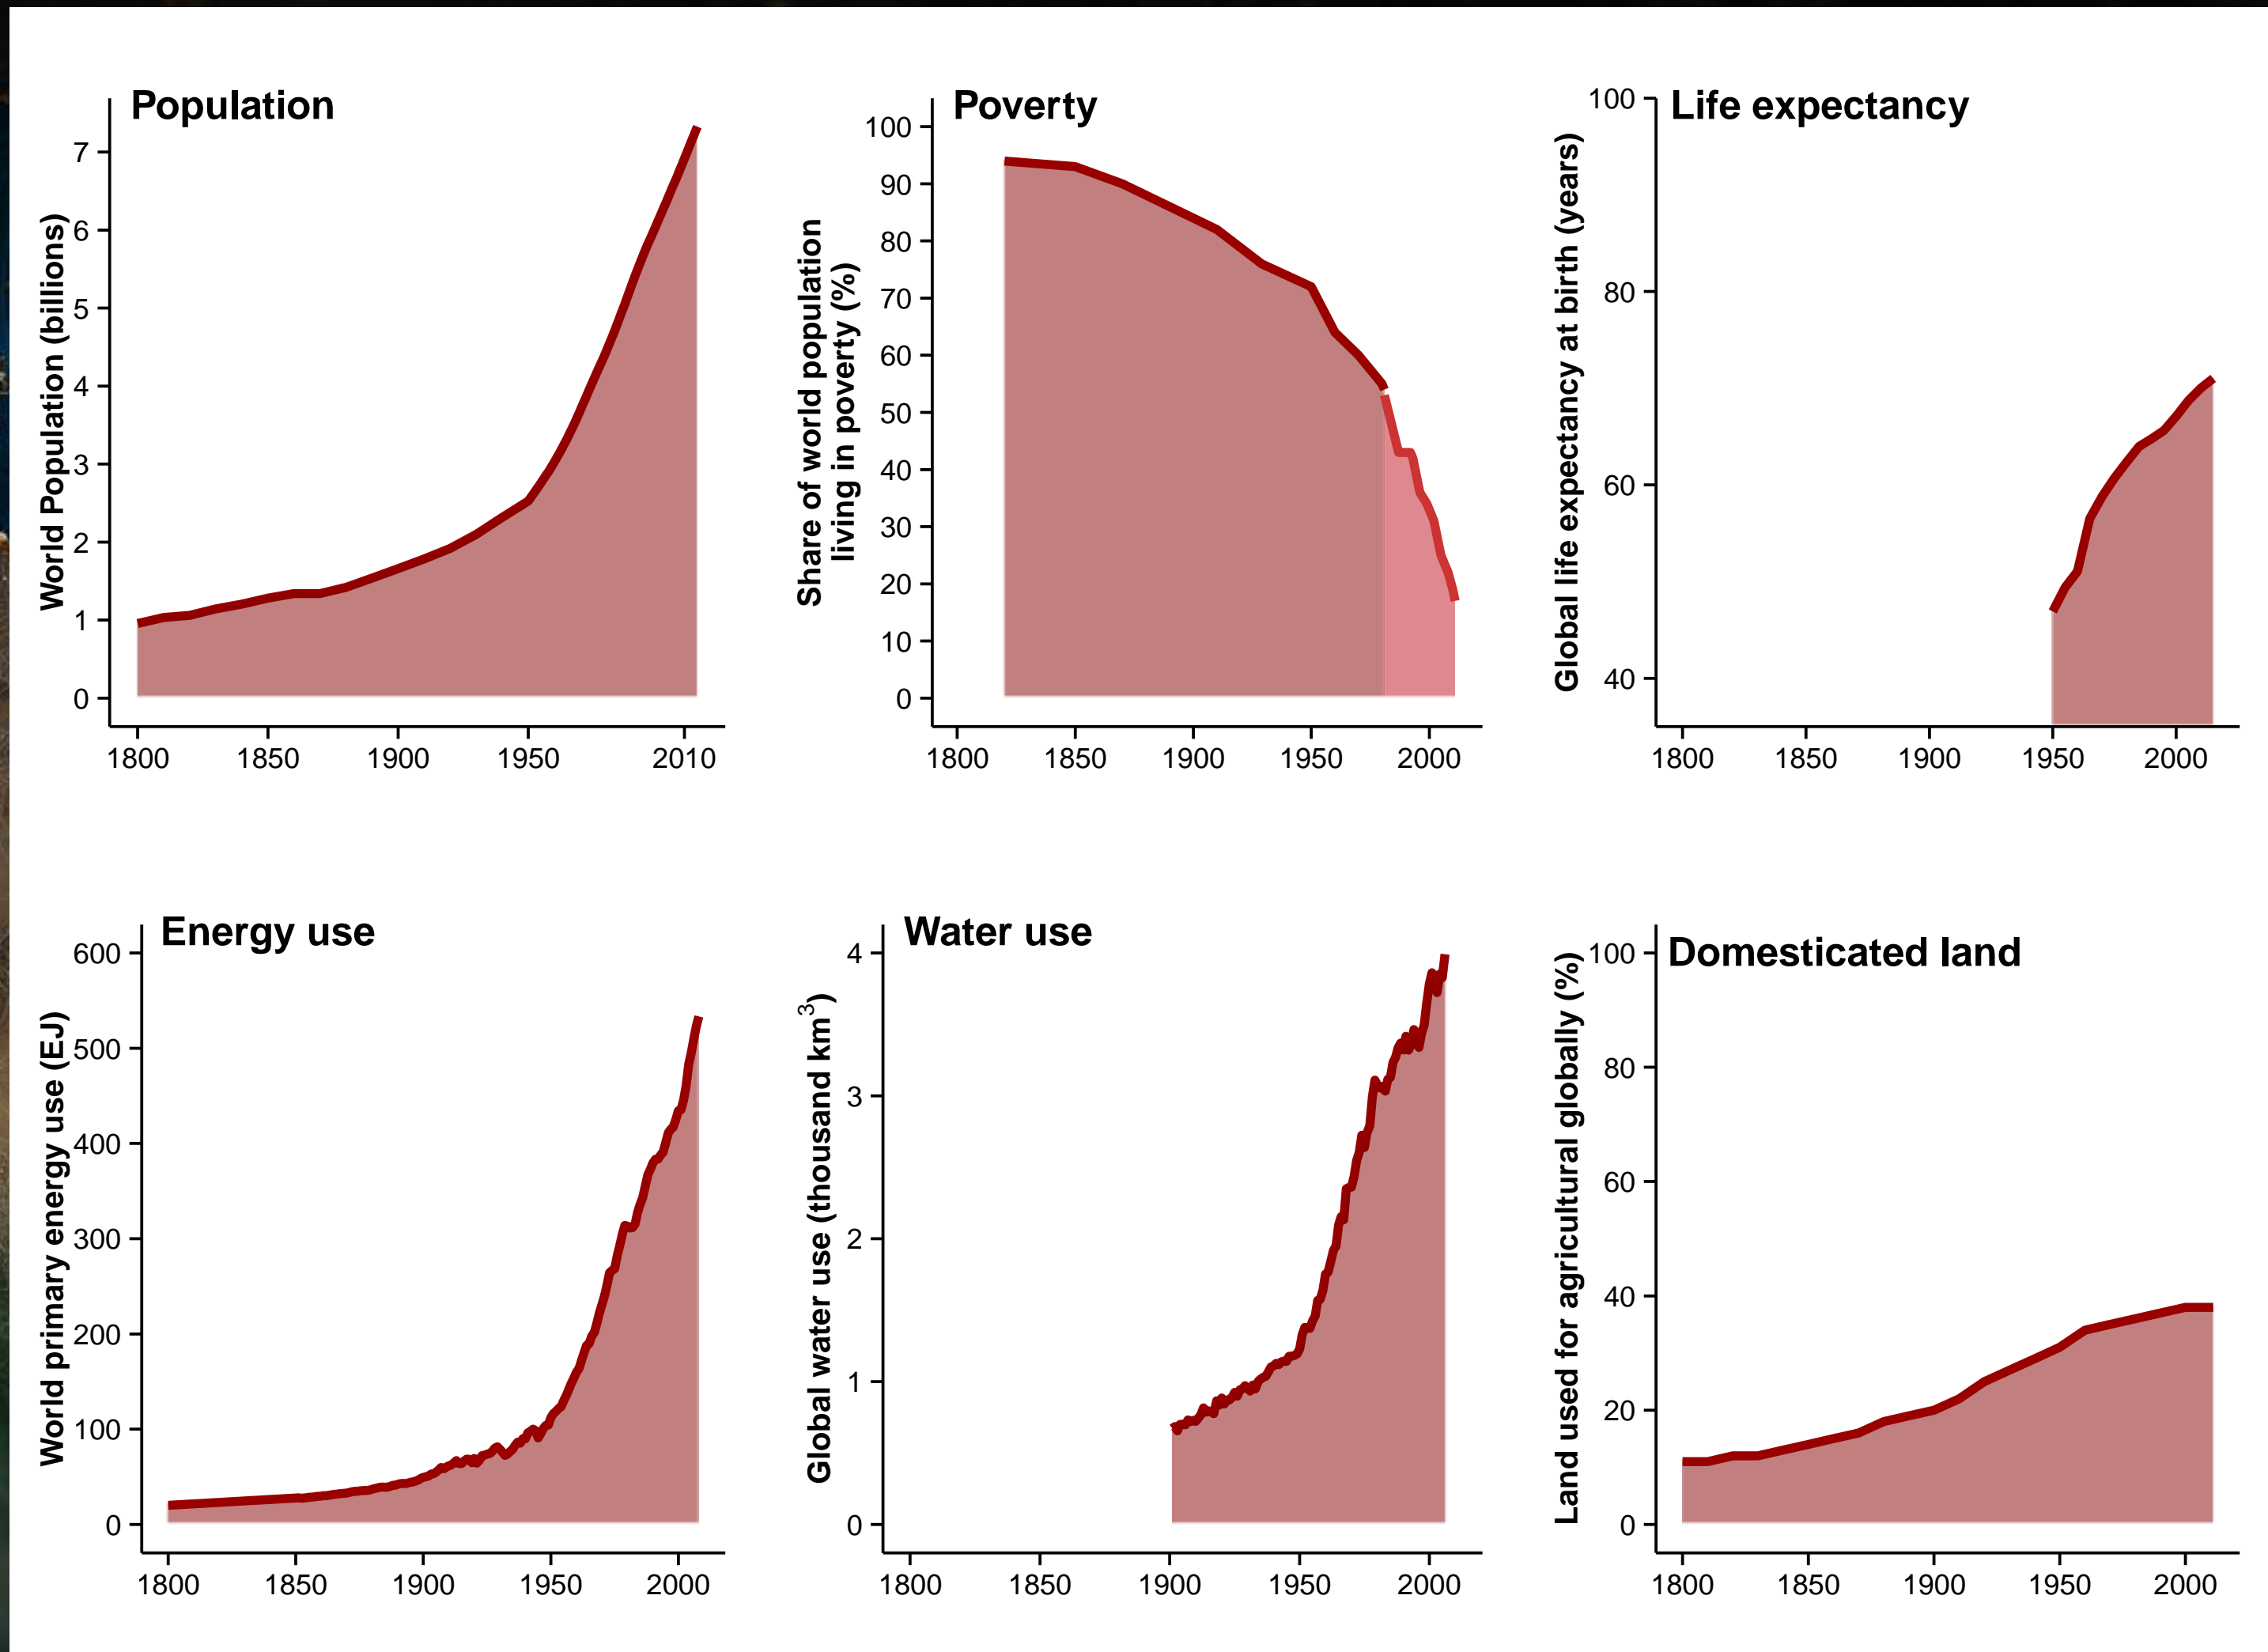 Population
World Population (billions)
7
6
5
4
3
2
1
0
1800 1850 1900 1950 2010
Poverty
Share of world population
living in poverty (%)
100
90
80
70
60
50
40
30
20
10
0
1800 1850 1900 1950 2000
Life expectancy
Global life expectancy at birth (years)
100
80
60
40
1800 1850 1900 1950 2000
Energy use
World primary energy use (EJ)
600
500
400
300
200
100
0
1800 1850 1900 1950 2000
Water use
Global water use (thousand km³)
4
3
2
1
0
1800 1850 1900 1950 2000
Domesticated land
Land used for agricultural globally (%)
100
80
60
40
20
0
1800 1850 1900 1950 2000